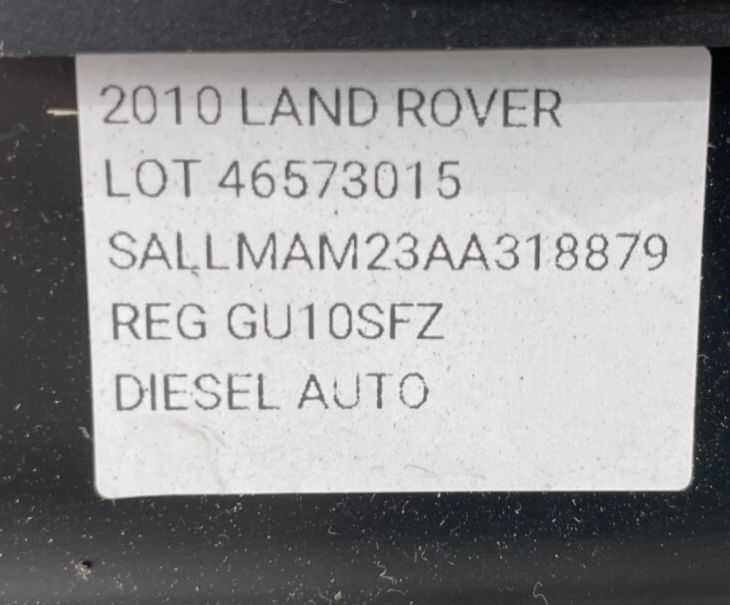 2010 LAND ROVER
LOT 46573015
SALLMAM23AA318879
REG GU10SFZ
DIESEL AUTO